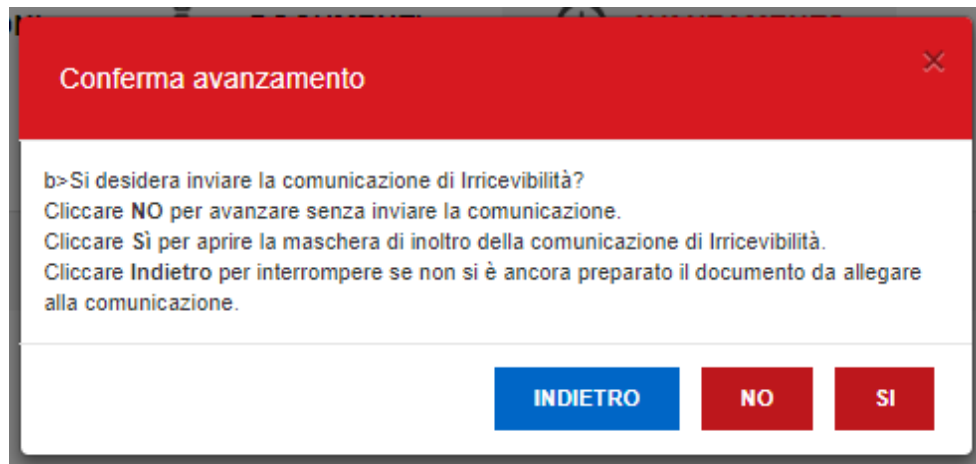 Conferma avanzamento
×
b>Si desidera inviare la comunicazione di Irricevibilità?
Cliccare NO per avanzare senza inviare la comunicazione.
Cliccare Sì per aprire la maschera di inoltro della comunicazione di Irricevibilità.
Cliccare Indietro per interrompere se non si è ancora preparato il documento da allegare
alla comunicazione.
INDIETRO NO SI